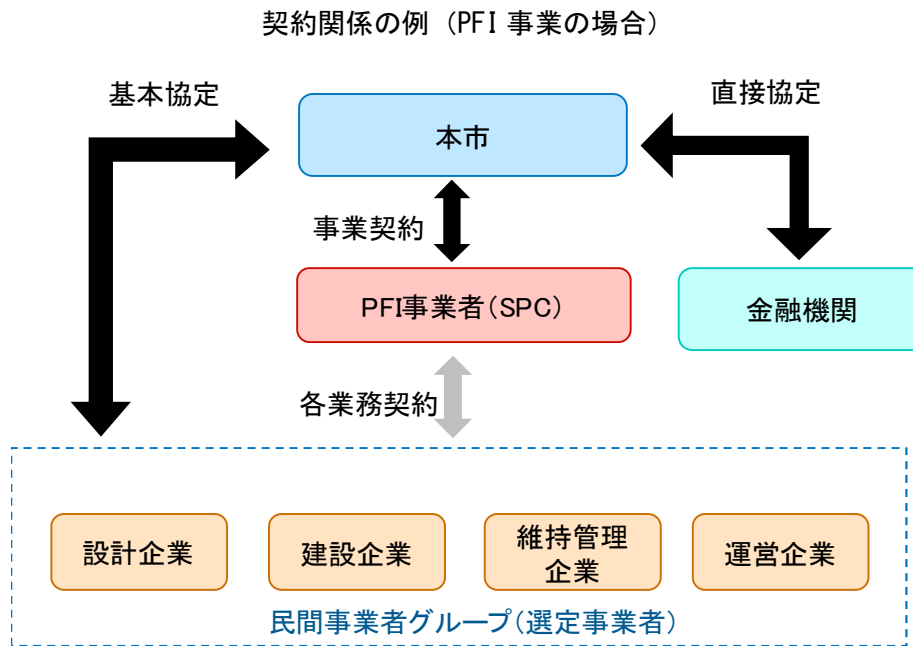 契約関係の例（PFI 事業の場合）
基本協定
直接協定
本市
事業契約
PFI事業者（SPC）
金融機関
各業務契約
設計企業
建設企業
維持管理
企業
運営企業
民間事業者グループ（選定事業者）